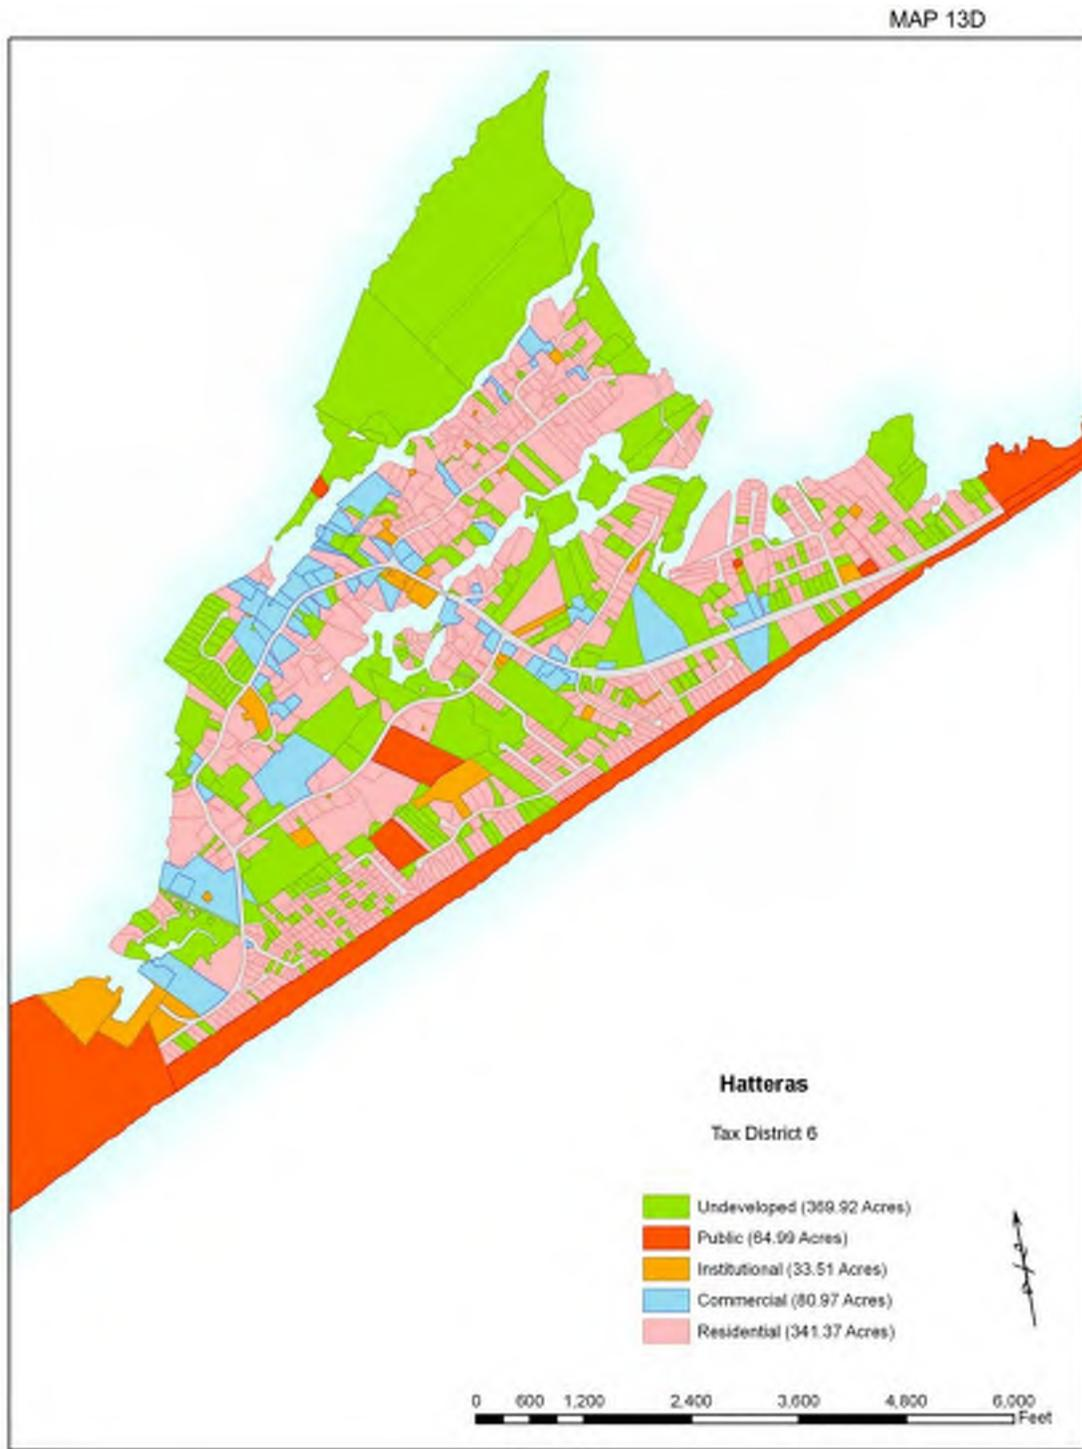 MAP 13D
Hatteras
Tax District 6
Undeveloped (369.92 Acres)
Public (64.99 Acres)
Institutional (33.51 Acres)
Commercial (80.97 Acres)
Residential (341.37 Acres)
0 600 1,200 2,400 3,600 4,800 6,000
Feet